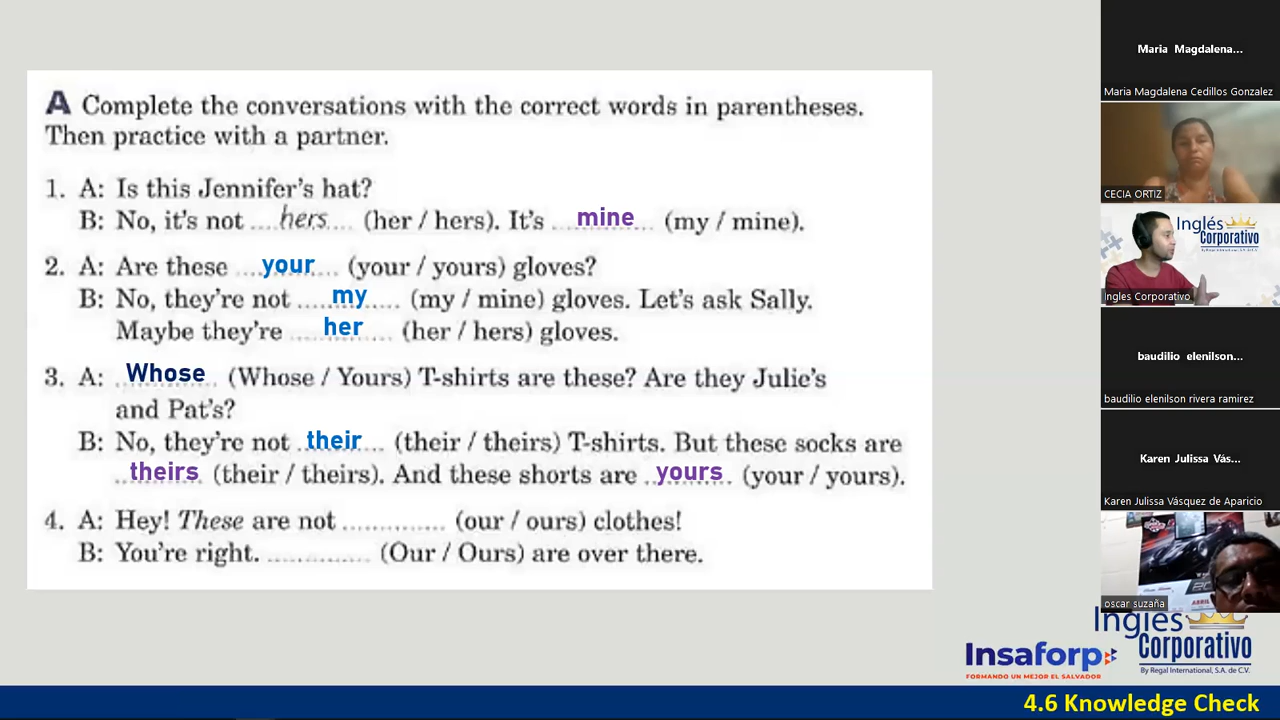 A Complete the conversations with the correct words in parentheses.
Then practice with a partner.
1. A: Is this Jennifer's hat?
B: No, it's not ....hers.... (her / hers). It's ...mine... (my / mine).
2. A: Are these ...your... (your / yours) gloves?
B: No, they're not ...my... (my / mine) gloves. Let's ask Sally.
Maybe they're ...her... (her / hers) gloves.
3. A: Whose (Whose / Yours) T-shirts are these? Are they Julie's
and Pat's?
B: No, they're not ...their... (their / theirs) T-shirts. But these socks are
theirs (their / theirs). And these shorts are yours (your / yours).
4. A: Hey! These are not .............. (our / ours) clothes!
B: You're right. .............. (Our / Ours) are over there.
Maria Magdalena...
Maria Magdalena Cedillos Gonzalez
CECIA ORTIZ
Inglés
Corporativo
By Regal International, S.A. de C.V.
Ingles Corporativo
baudilio elenilson...
baudilio elenilson rivera ramirez
Karen Julissa Vás...
Karen Julissa Vásquez de Aparicio
ABRIL
oscar suzaña
Inglés
Corporativo
By Regal International, S.A. de C.V.
Insaforp
FORMANDO UN MEJOR EL SALVADOR
4.6 Knowledge Check